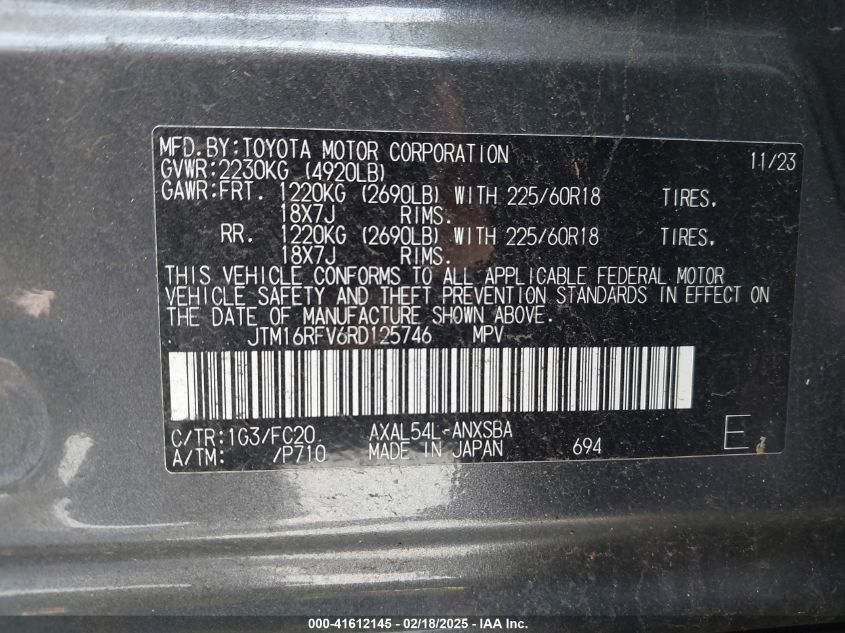 MFD.BY:TOYOTA MOTOR CORPORATION 11/23
GVWR:2230KG (4920LB)
GAWR:FRT. 1220KG (2690LB) WITH 225/60R18 TIRES.
18X7J RIMS.
RR. 1220KG (2690LB) WITH 225/60R18 TIRES.
18X7J RIMS.
THIS VEHICLE CONFORMS TO ALL APPLICABLE FEDERAL MOTOR
VEHICLE SAFETY AND THEFT PREVENTION STANDARDS IN EFFECT ON
THE DATE OF MANUFACTURE SHOWN ABOVE.
JTM16RFV6RD125746 MPV
C/TR:1G3/FC20 AXAL54L-ANXSBA
A/TM: /P710 MADE IN JAPAN 694 E
000-41612145 - 02/18/2025 - IAA Inc.